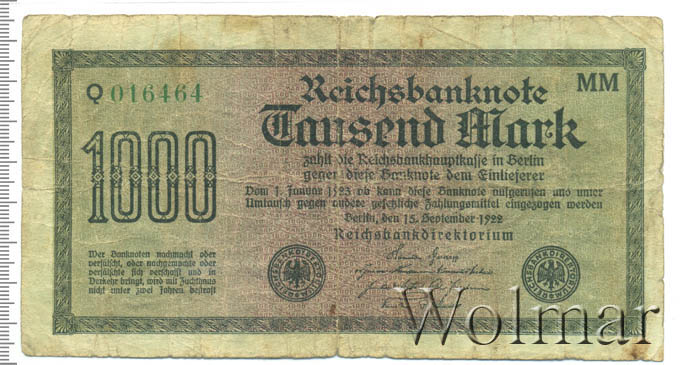 Q 016464
MM
Reichsbanknote
1000
Tausend Mark
zahlt die Reichsbankhauptkasse in Berlin
gegen diese Banknote dem Einlieferer
Vom 1. Januar 1923 ab kann diese Banknote aufgerufen und unter
Umtausch gegen andere gesetzliche Zahlungsmittel eingezogen werden
Berlin, den 15. September 1922
Reichsbankdirektorium
Wer Banknoten nachmacht oder
verfälscht, oder nachgemachte oder
verfälschte sich verschafft und in
Verkehr bringt, wird mit Zuchthaus
nicht unter zwei Jahren bestraft
REICHSBANKDIREKTORIUM
REICHSBANKDIREKTORIUM
Wolmar